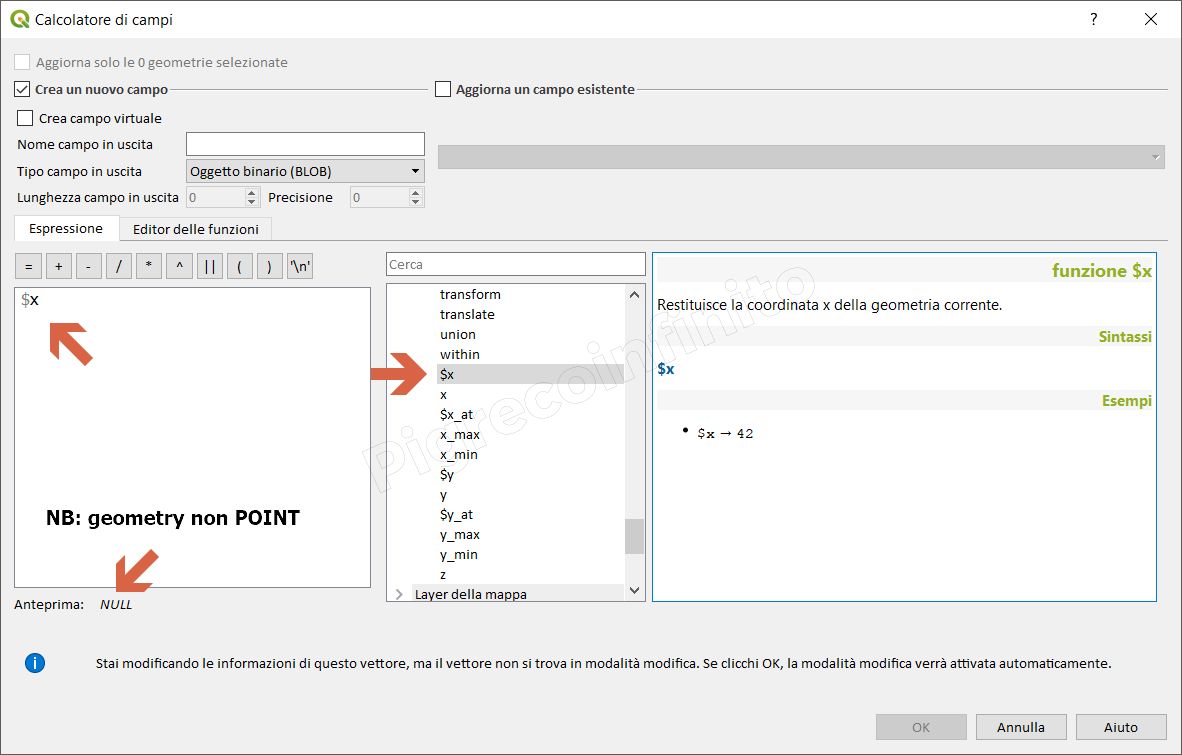 Calcolatore di campi
?
Aggiorna solo le 0 geometrie selezionate
Crea un nuovo campo
Aggiorna un campo esistente
Crea campo virtuale
Nome campo in uscita
Tipo campo in uscita Oggetto binario (BLOB)
Lunghezza campo in uscita 0 Precisione 0
Espressione Editor delle funzioni
= + - / * ^ || ( ) '\n'
$x
NB: geometry non POINT
Anteprima: NULL
Cerca
transform
translate
union
within
$x
x
$x_at
x_max
x_min
$y
y
$y_at
y_max
y_min
z
Layer della mappa
funzione $x
Restituisce la coordinata x della geometria corrente.
Sintassi
$x
Esempi
• $x → 42
Pigrecoinfinito
Stai modificando le informazioni di questo vettore, ma il vettore non si trova in modalità modifica. Se clicchi OK, la modalità modifica verrà attivata automaticamente.
OK Annulla Aiuto